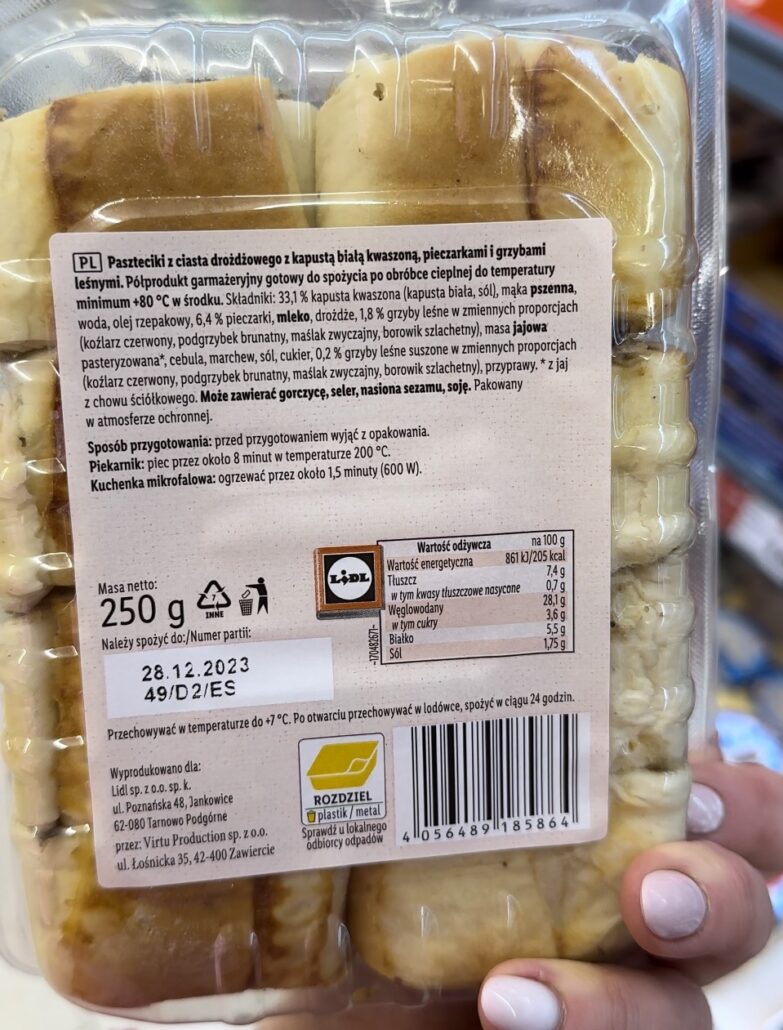 PL Paszteciki z ciasta drożdżowego z kapustą białą kwaszoną, pieczarkami i grzybami
leśnymi. Półprodukt garmażeryjny gotowy do spożycia po obróbce cieplnej do temperatury
minimum +80 °C w środku. Składniki: 33,1 % kapusta kwaszona (kapusta biała, sól), mąka pszenna,
woda, olej rzepakowy, 6,4 % pieczarki, mleko, drożdże, 1,8 % grzyby leśne w zmiennych proporcjach
(koźlarz czerwony, podgrzybek brunatny, maślak zwyczajny, borowik szlachetny), masa jajowa
pasteryzowana*, cebula, marchew, sól, cukier, 0,2 % grzyby leśne suszone w zmiennych proporcjach
(koźlarz czerwony, podgrzybek brunatny, maślak zwyczajny, borowik szlachetny), przyprawy. * z jaj
z chowu ściółkowego. Może zawierać gorczycę, seler, nasiona sezamu, soję. Pakowany
w atmosferze ochronnej.
Sposób przygotowania: przed przygotowaniem wyjąć z opakowania.
Piekarnik: piec przez około 8 minut w temperaturze 200 °C.
Kuchenka mikrofalowa: ogrzewać przez około 1,5 minuty (600 W).
Masa netto:
250 g
7
INNE
LIDL
Wartość odżywcza na 100 g
Wartość energetyczna 861 kJ/205 kcal
Tłuszcz 7,4 g
w tym kwasy tłuszczowe nasycone 0,7 g
Węglowodany 28,1 g
w tym cukry 3,6 g
Białko 5,5 g
Sól 1,75 g
-17048267I-
Należy spożyć do:/Numer partii:
28.12.2023
49/D2/ES
Przechowywać w temperaturze do +7 °C. Po otwarciu przechowywać w lodówce, spożyć w ciągu 24 godzin.
Wyprodukowano dla:
Lidl sp. z o.o. sp. k.
ul. Poznańska 48, Jankowice
62-080 Tarnowo Podgórne
przez: Virtu Production sp. z o.o.
ul. Łośnicka 35, 42-400 Zawiercie
ROZDZIEL
plastik / metal
Sprawdź u lokalnego
odbiorcy odpadów
4 056489 185864